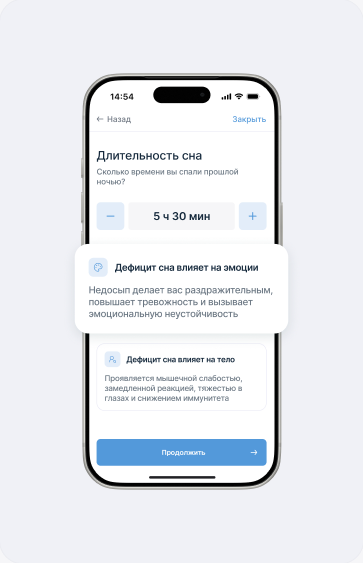 14:54
Назад
Закрыть
Длительность сна
Сколько времени вы спали прошлой
ночью?
5 ч 30 мин
Дефицит сна влияет на эмоции
Недосып делает вас раздражительным,
повышает тревожность и вызывает
эмоциональную неустойчивость
Дефицит сна влияет на тело
Проявляется мышечной слабостью,
замедленной реакцией, тяжестью в
глазах и снижением иммунитета
Продолжить